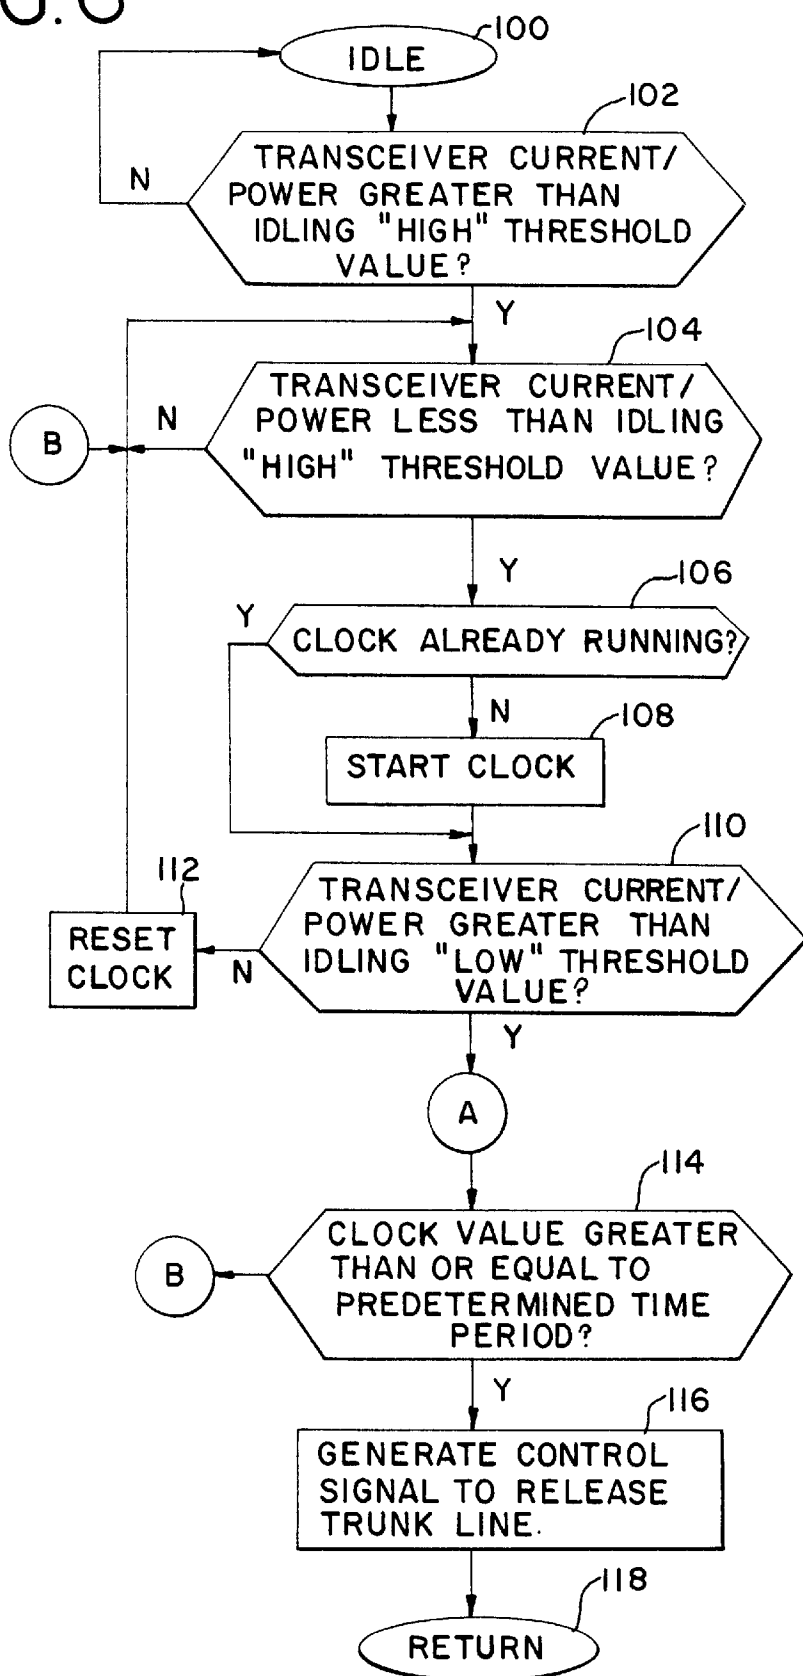 100
IDLE
102
TRANSCEIVER CURRENT/
POWER GREATER THAN
IDLING "HIGH" THRESHOLD
VALUE?
N
Y
104
TRANSCEIVER CURRENT/
POWER LESS THAN IDLING
"HIGH" THRESHOLD VALUE?
B
N
Y
106
CLOCK ALREADY RUNNING?
Y
N
108
START CLOCK
110
TRANSCEIVER CURRENT/
POWER GREATER THAN
IDLING "LOW" THRESHOLD
VALUE?
112
RESET
CLOCK
N
Y
A
114
CLOCK VALUE GREATER
THAN OR EQUAL TO
PREDETERMINED TIME
PERIOD?
B
Y
116
GENERATE CONTROL
SIGNAL TO RELEASE
TRUNK LINE.
118
RETURN